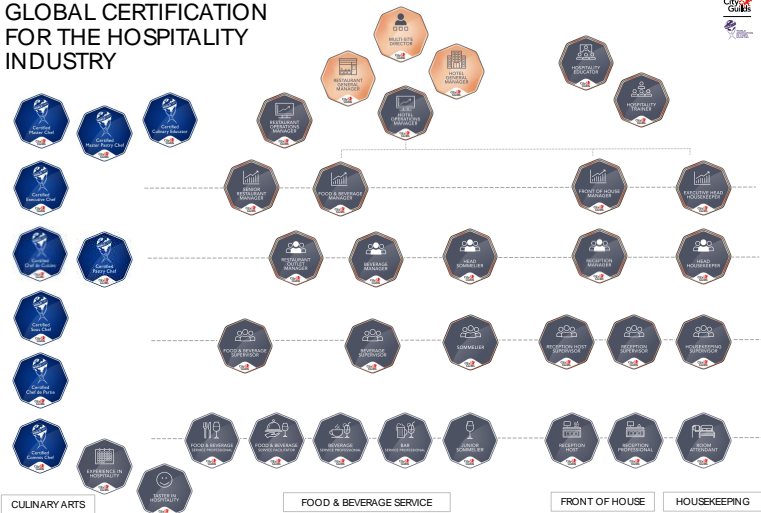 GLOBAL CERTIFICATION
FOR THE HOSPITALITY
INDUSTRY
City&
Guilds
MULTI-SITE
DIRECTOR
RESTAURANT
GENERAL
MANAGER
HOTEL
GENERAL
MANAGER
HOSPITALITY
EDUCATOR
HOSPITALITY
TRAINER
Certified
Master Chef
Certified
Master Pastry Chef
Certified
Culinary Educator
RESTAURANT
OPERATIONS
MANAGER
HOTEL
OPERATIONS
MANAGER
Certified
Executive Chef
SENIOR
RESTAURANT
MANAGER
FOOD & BEVERAGE
MANAGER
FRONT OF HOUSE
MANAGER
EXECUTIVE HEAD
HOUSEKEEPER
Certified
Chef de Cuisine
Certified
Pastry Chef
RESTAURANT
OUTLET
MANAGER
BEVERAGE
MANAGER
HEAD
SOMMELIER
RECEPTION
MANAGER
HEAD
HOUSEKEEPER
Certified
Sous Chef
FOOD & BEVERAGE
SUPERVISOR
BEVERAGE
SUPERVISOR
SOMMELIER
RECEPTION HOST
SUPERVISOR
RECEPTION
SUPERVISOR
HOUSEKEEPING
SUPERVISOR
Certified
Chef de Partie
Certified
Commis Chef
EXPERIENCE IN
HOSPITALITY
TASTER IN
HOSPITALITY
FOOD & BEVERAGE
SERVICE PROFESSIONAL
FOOD & BEVERAGE
SERVICE FACILITATOR
BEVERAGE
SERVICE PROFESSIONAL
BAR
SERVICE PROFESSIONAL
JUNIOR
SOMMELIER
RECEPTION
HOST
RECEPTION
PROFESSIONAL
ROOM
ATTENDANT
CULINARY ARTS
FOOD & BEVERAGE SERVICE
FRONT OF HOUSE
HOUSEKEEPING